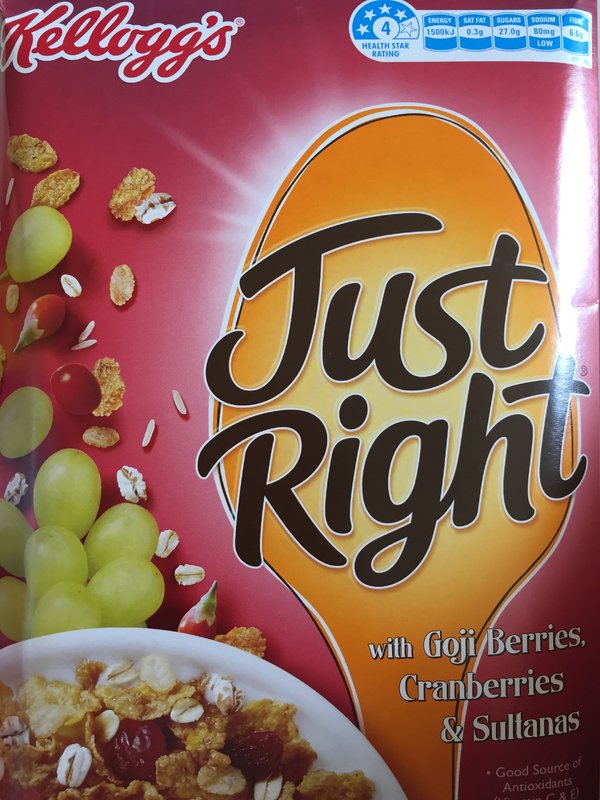 Kellogg's®
4
HEALTH STAR
RATING
ENERGY
1500kJ
SAT FAT
0.3g
SUGARS
27.0g
SODIUM
80mg
LOW
6.6g
Just
Right®
with Goji Berries,
Cranberries
& Sultanas
• Good Source of
Antioxidants
C & E)